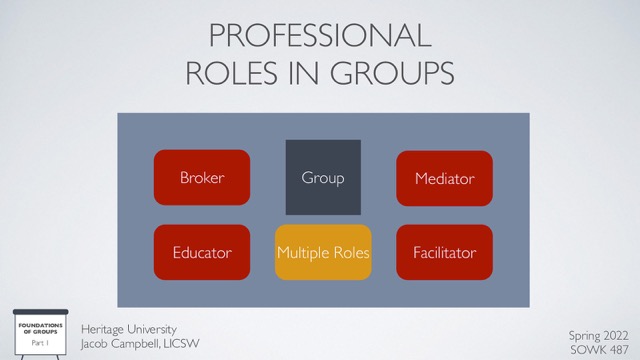 PROFESSIONAL
ROLES IN GROUPS
Broker
Group
Mediator
Educator
Multiple Roles
Facilitator
FOUNDATIONS
OF GROUPS
Part 1
Heritage University
Jacob Campbell, LICSW
Spring 2022
SOWK 487